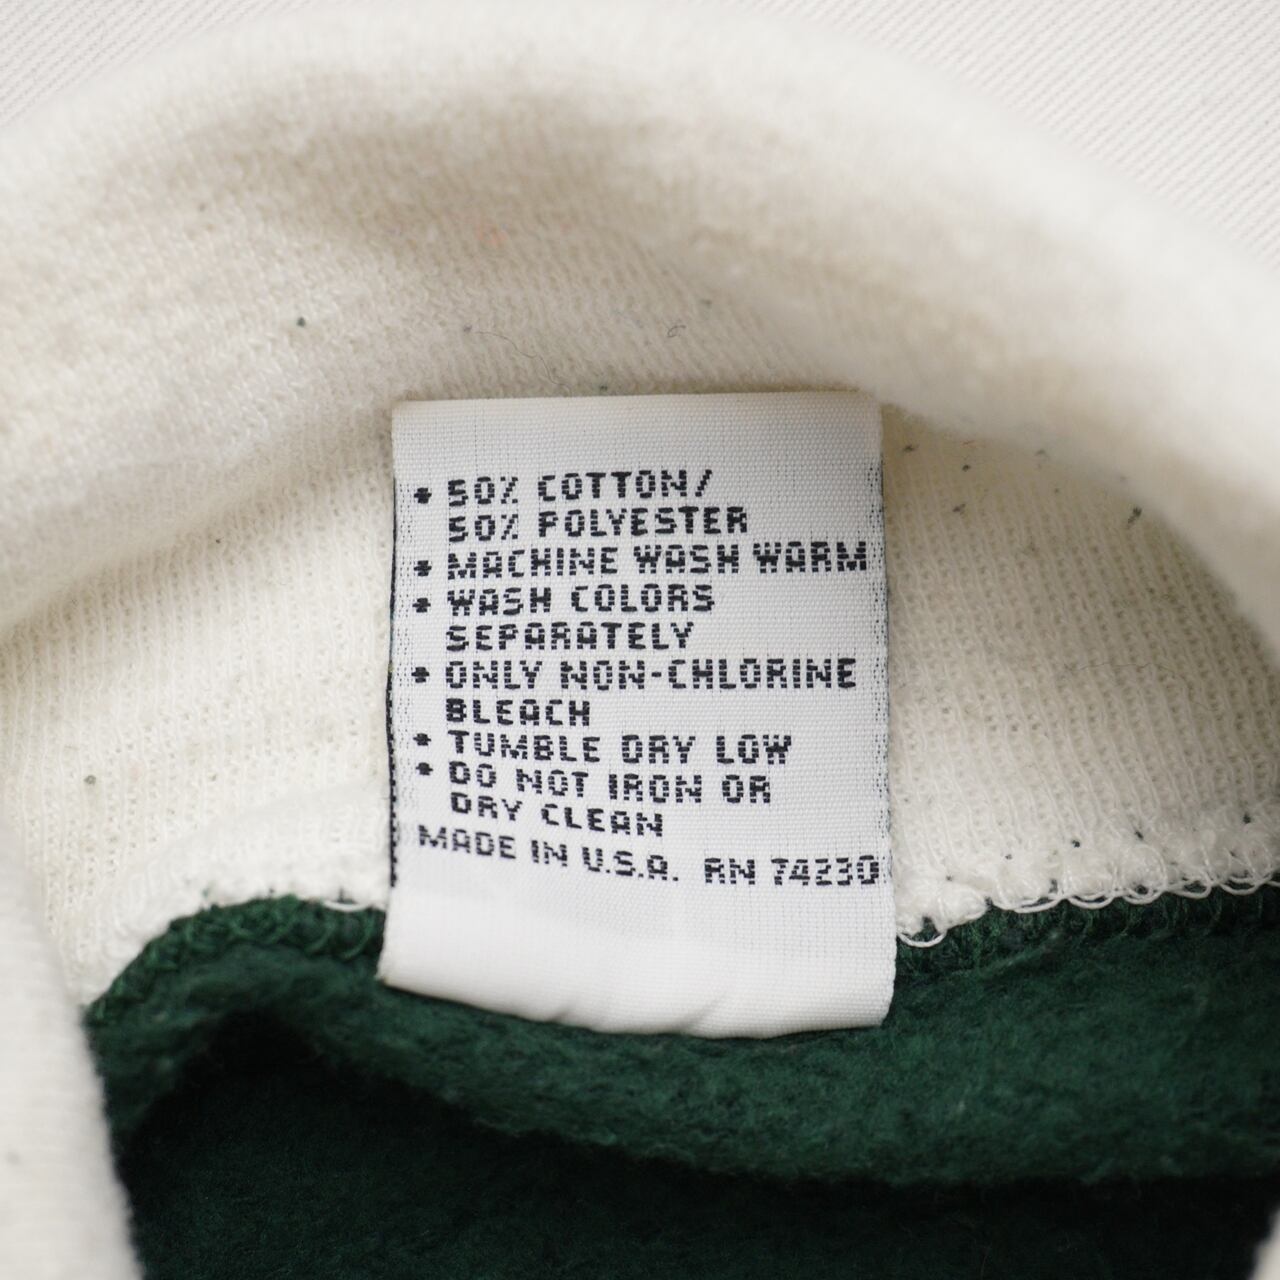 • 50% COTTON/
50% POLYESTER
• MACHINE WASH WARM
• WASH COLORS
SEPARATELY
• ONLY NON-CHLORINE
BLEACH
• TUMBLE DRY LOW
• DO NOT IRON OR
DRY CLEAN
MADE IN U.S.A. RN 74230